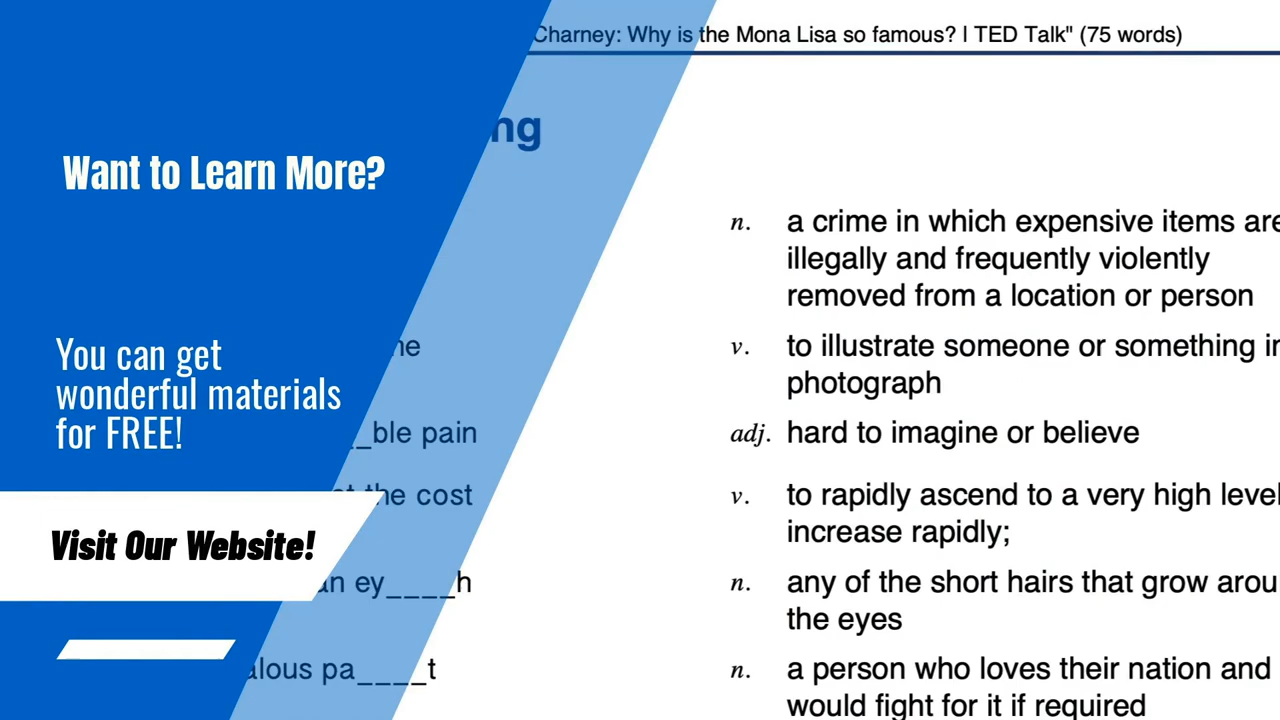 Charney: Why is the Mona Lisa so famous? | TED Talk" (75 words)
ng
Want to Learn More?
You can get
wonderful materials
for FREE!
Visit Our Website!
n. a crime in which expensive items are
illegally and frequently violently
removed from a location or person
he v. to illustrate someone or something in
photograph
_ble pain adj. hard to imagine or believe
the cost v. to rapidly ascend to a very high level
increase rapidly;
an ey____h n. any of the short hairs that grow arou
the eyes
alous pa____t n. a person who loves their nation and
would fight for it if required